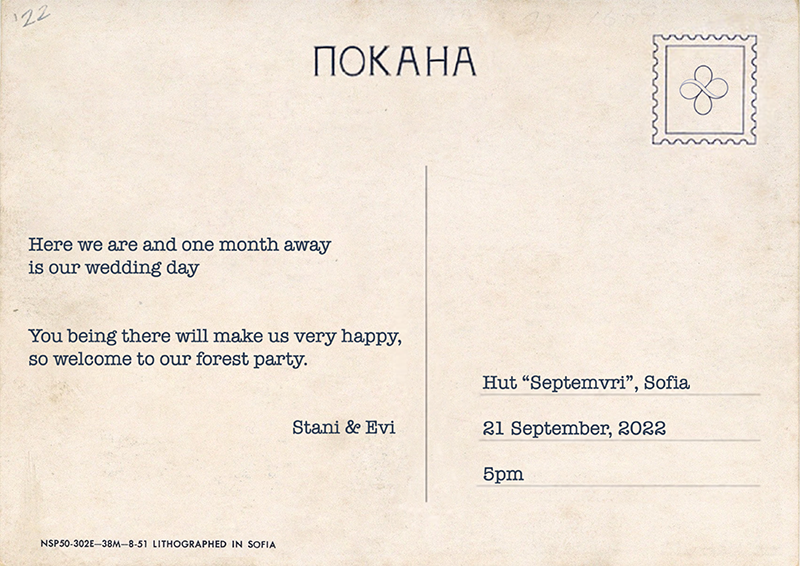 '22
ПОКАНА
Here we are and one month away
is our wedding day
You being there will make us very happy,
so welcome to our forest party.
Stani & Evi
Hut “Septemvri”, Sofia
21 September, 2022
5pm
NSP50-302E—38M—8-51 LITHOGRAPHED IN SOFIA